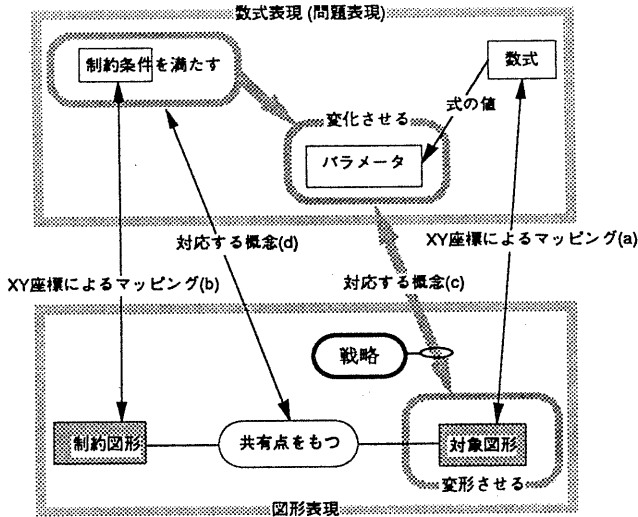 数式表現 (問題表現)
制約条件を満たす
数式
式の値
変化させる
パラメータ
対応する概念(d)
XY座標によるマッピング(a)
XY座標によるマッピング(b)
対応する概念(c)
戦略
制約図形
共有点をもつ
対象図形
変形させる
図形表現